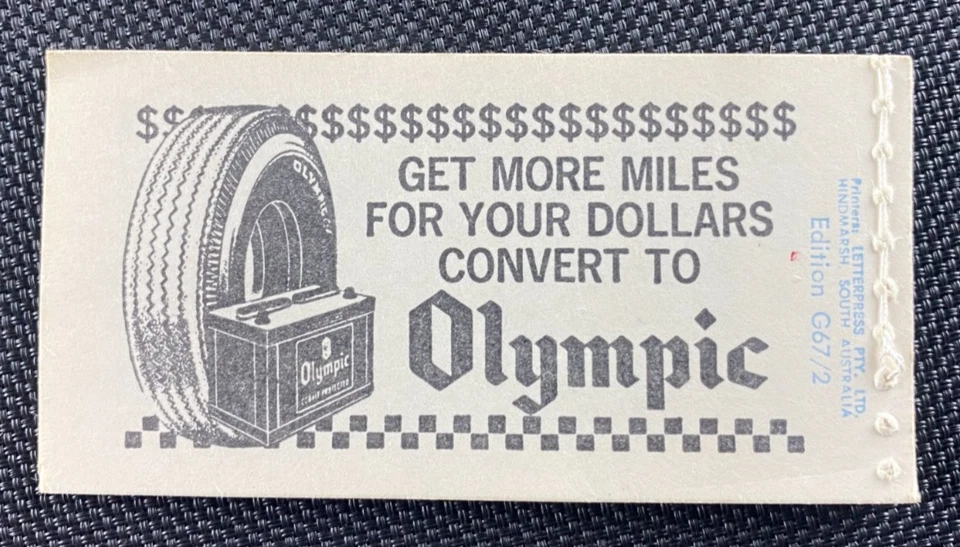 $$ $$$$$$$$$$$$$$$$$$$
GET MORE MILES
FOR YOUR DOLLARS
CONVERT TO
Olympic
OLYMPIC
Olympic
Printers: LETTERPRESS PTY. LTD.
HINDMARSH, SOUTH AUSTRALIA
Edition G67/2